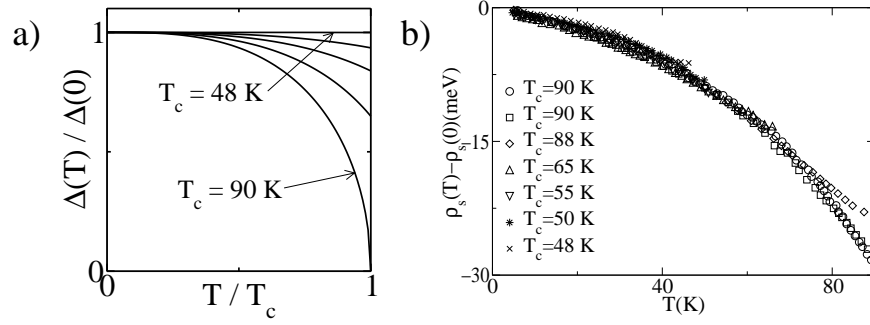 a)
Δ(T) / Δ(0)
1
0
T_c = 48 K
T_c = 90 K
0
1
T / T_c
b)
ρ_s(T)−ρ_s(0)(meV)
0
−15
−30
T_c=90 K
T_c=90 K
T_c=88 K
T_c=65 K
T_c=55 K
T_c=50 K
T_c=48 K
0
40
80
T(K)